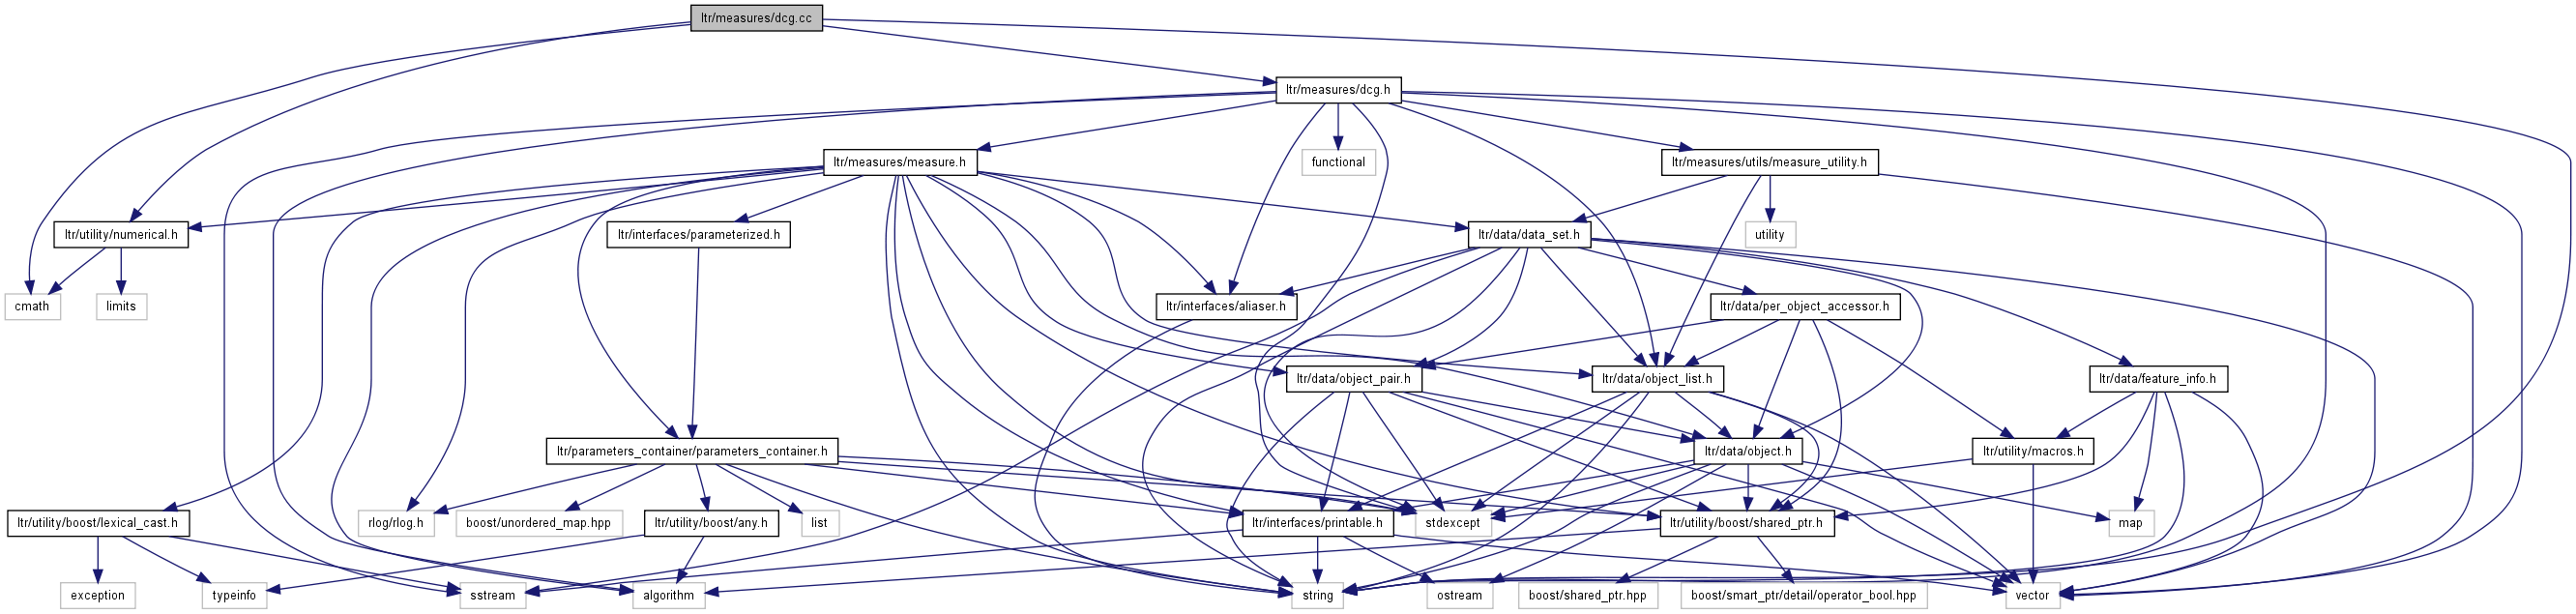 ltr/measures/dcg.cc
ltr/measures/dcg.h
ltr/measures/measure.h
functional
ltr/measures/utils/measure_utility.h
ltr/utility/numerical.h
ltr/interfaces/parameterized.h
ltr/data/data_set.h
utility
cmath
limits
ltr/interfaces/aliaser.h
ltr/data/per_object_accessor.h
ltr/data/object_pair.h
ltr/data/object_list.h
ltr/data/feature_info.h
ltr/parameters_container/parameters_container.h
ltr/data/object.h
ltr/utility/macros.h
ltr/utility/boost/lexical_cast.h
rlog/rlog.h
boost/unordered_map.hpp
ltr/utility/boost/any.h
list
ltr/interfaces/printable.h
stdexcept
ltr/utility/boost/shared_ptr.h
map
exception
typeinfo
sstream
algorithm
string
ostream
boost/shared_ptr.hpp
boost/smart_ptr/detail/operator_bool.hpp
vector